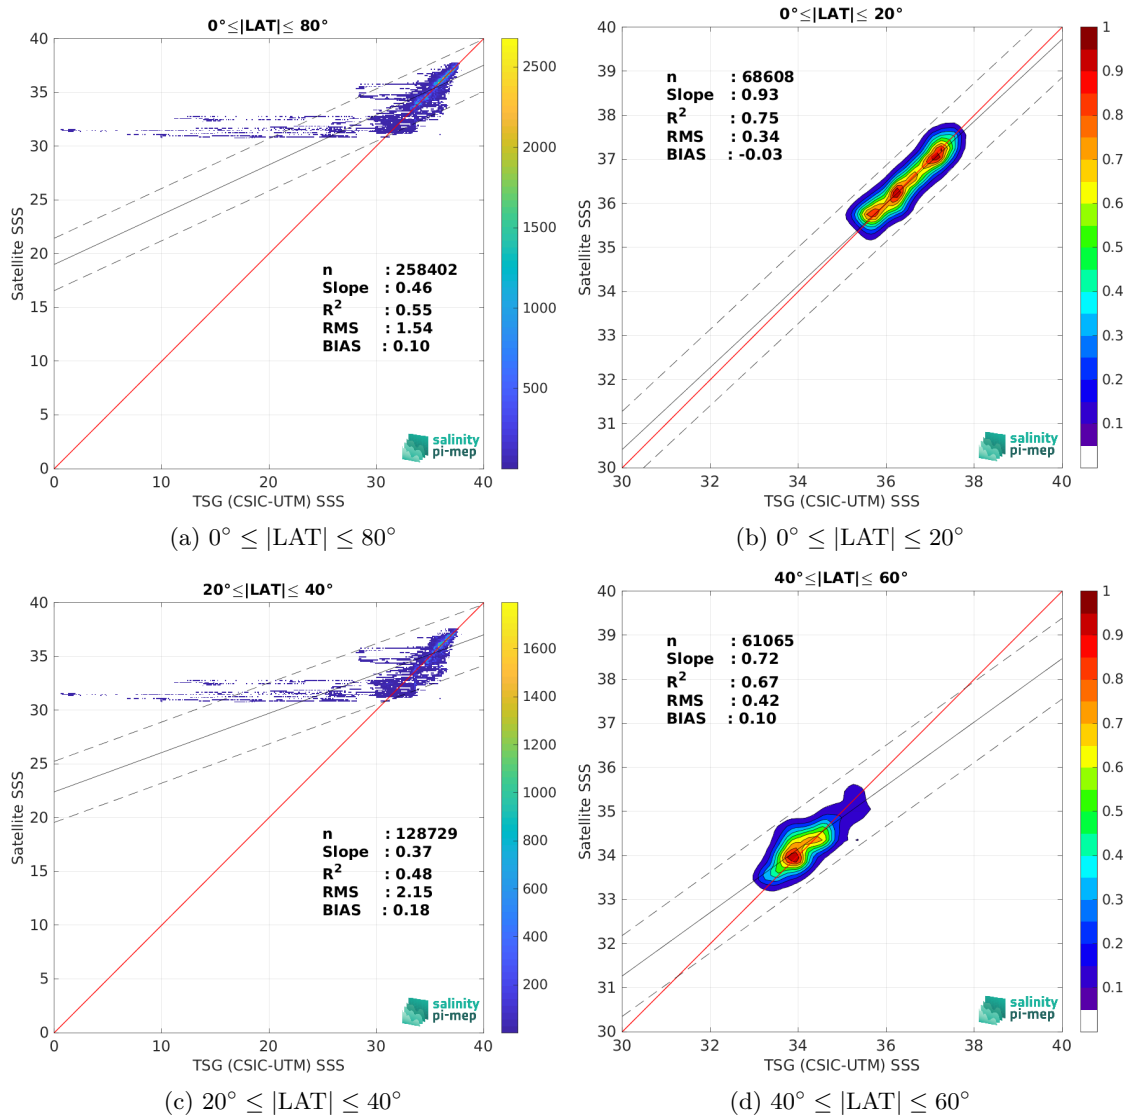 0°≤|LAT|≤ 80°
40
35
30
25
20
15
10
5
0
Satellite SSS
n : 258402
Slope : 0.46
R2 : 0.55
RMS : 1.54
BIAS : 0.10
salinity
pi-mep
0 10 20 30 40
TSG (CSIC-UTM) SSS
2500
2000
1500
1000
500
(a) 0° ≤ |LAT| ≤ 80°
0°≤|LAT|≤ 20°
40
39
38
37
36
35
34
33
32
31
30
Satellite SSS
n : 68608
Slope : 0.93
R2 : 0.75
RMS : 0.34
BIAS : -0.03
salinity
pi-mep
30 32 34 36 38 40
TSG (CSIC-UTM) SSS
1
0.9
0.8
0.7
0.6
0.5
0.4
0.3
0.2
0.1
(b) 0° ≤ |LAT| ≤ 20°
20°≤|LAT|≤ 40°
40
35
30
25
20
15
10
5
0
Satellite SSS
n : 128729
Slope : 0.37
R2 : 0.48
RMS : 2.15
BIAS : 0.18
salinity
pi-mep
0 10 20 30 40
TSG (CSIC-UTM) SSS
1600
1400
1200
1000
800
600
400
200
(c) 20° ≤ |LAT| ≤ 40°
40°≤|LAT|≤ 60°
40
39
38
37
36
35
34
33
32
31
30
Satellite SSS
n : 61065
Slope : 0.72
R2 : 0.67
RMS : 0.42
BIAS : 0.10
salinity
pi-mep
30 32 34 36 38 40
TSG (CSIC-UTM) SSS
1
0.9
0.8
0.7
0.6
0.5
0.4
0.3
0.2
0.1
(d) 40° ≤ |LAT| ≤ 60°